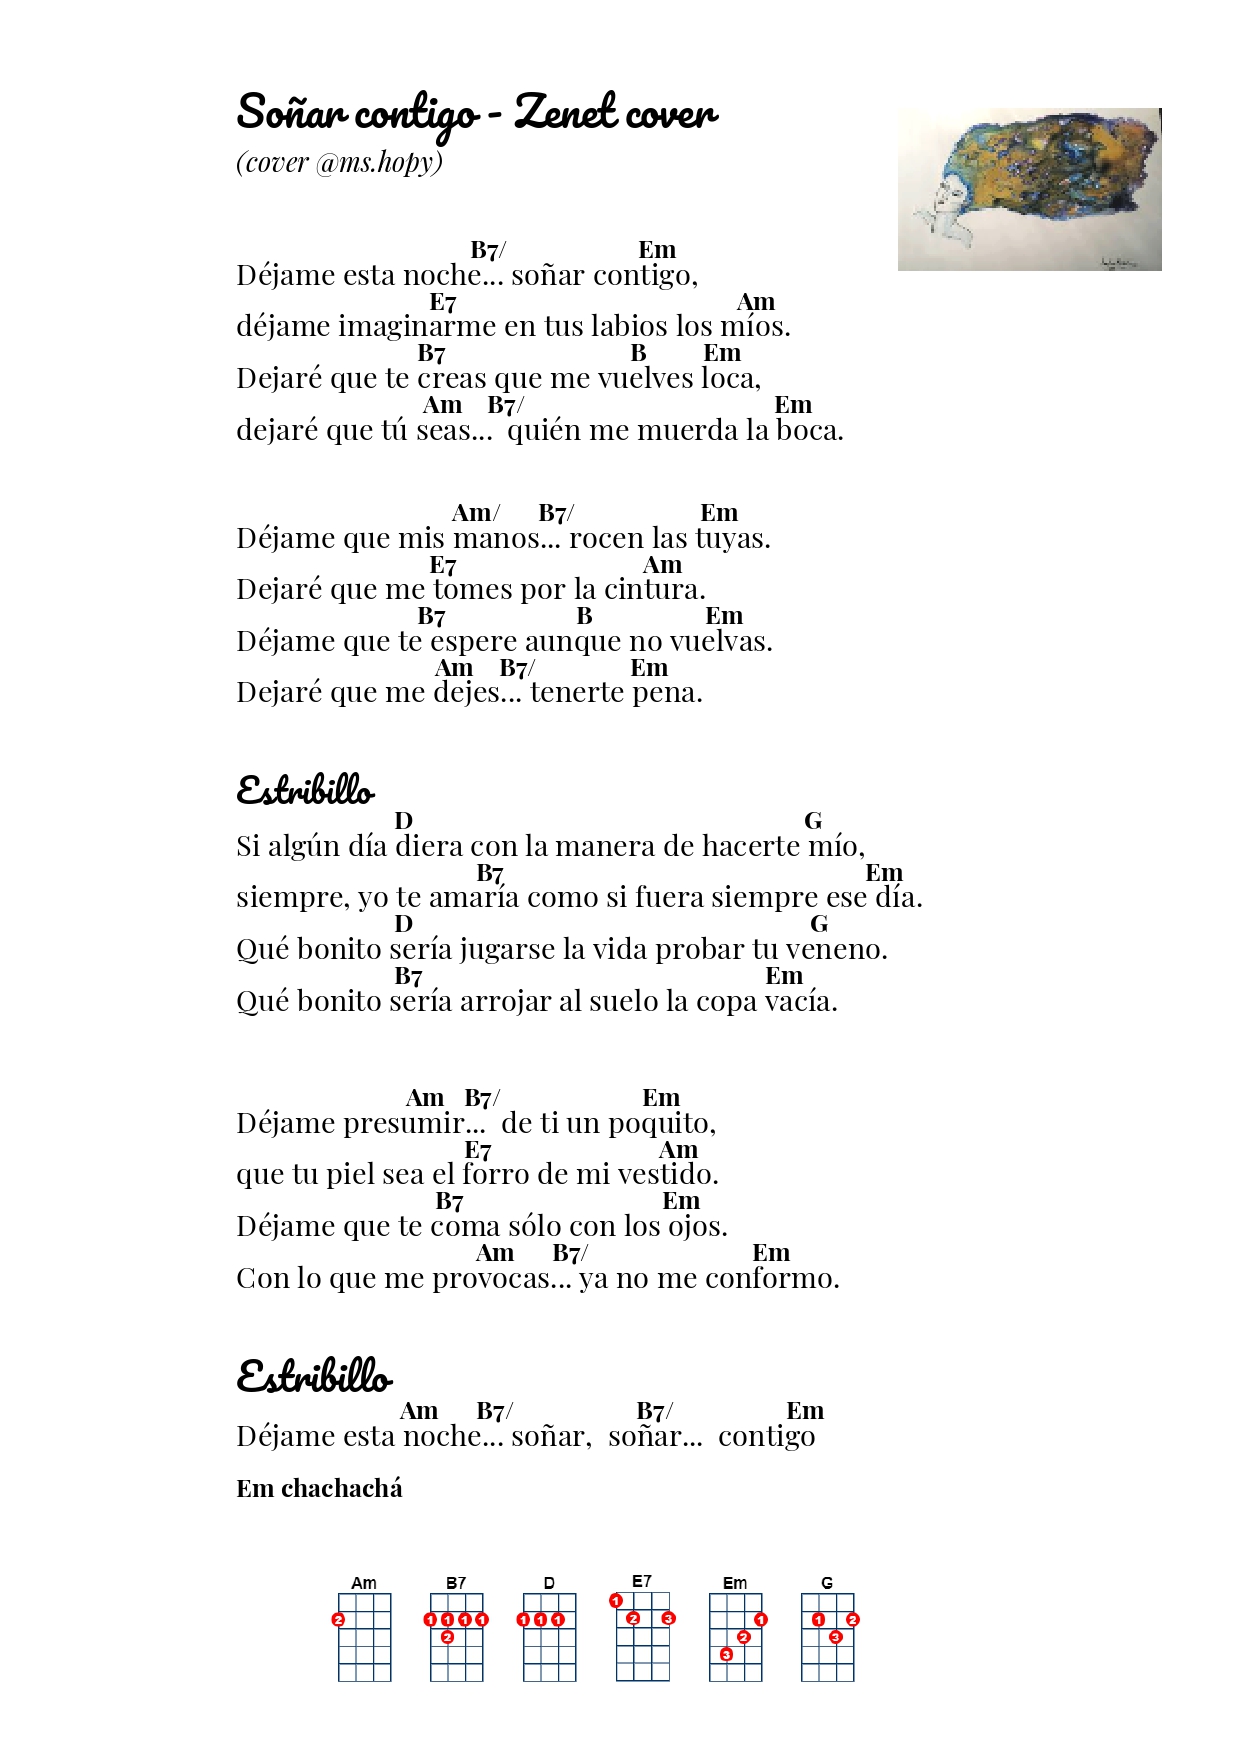 Soñar contigo - Zenet cover
(cover @ms.hopy)
B7/ Em
Déjame esta noche... soñar contigo,
E7 Am
déjame imaginarme en tus labios los míos.
B7 B Em
Dejaré que te creas que me vuelves loca,
Am B7/ Em
dejaré que tú seas... quién me muerda la boca.
Am/ B7/ Em
Déjame que mis manos... rocen las tuyas.
E7 Am
Dejaré que me tomes por la cintura.
B7 B Em
Déjame que te espere aunque no vuelvas.
Am B7/ Em
Dejaré que me dejes... tenerte pena.
Estribillo
D G
Si algún día diera con la manera de hacerte mío,
B7 Em
siempre, yo te amaría como si fuera siempre ese día.
D G
Qué bonito sería jugarse la vida probar tu veneno.
B7 Em
Qué bonito sería arrojar al suelo la copa vacía.
Am B7/ Em
Déjame presumir... de ti un poquito,
E7 Am
que tu piel sea el forro de mi vestido.
B7 Em
Déjame que te coma sólo con los ojos.
Am B7/ Em
Con lo que me provocas... ya no me conformo.
Estribillo
Am B7/ B7/ Em
Déjame esta noche... soñar, soñar... contigo
Em chachachá
Am B7 D E7 Em G
2 1 1 1 1 2 1 1 1 1 2 3 1 2 3 1 2 3